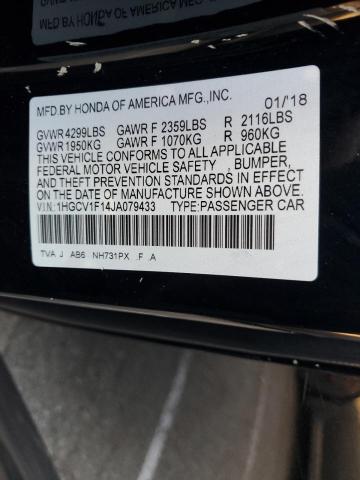 MFD.BY HONDA OF AMERICA MFG.,INC. 01/'18
GVWR 4299LBS GAWR F 2359LBS R 2116LBS
GVWR 1950KG GAWR F 1070KG R 960KG
THIS VEHICLE CONFORMS TO ALL APPLICABLE
FEDERAL MOTOR VEHICLE SAFETY, BUMPER,
AND THEFT PREVENTION STANDARDS IN EFFECT ON
THE DATE OF MANUFACTURE SHOWN ABOVE.
V.I.N:1HGCV1F14JA079433 TYPE:PASSENGER CAR
TVA J AB6 NH731PX .F .A